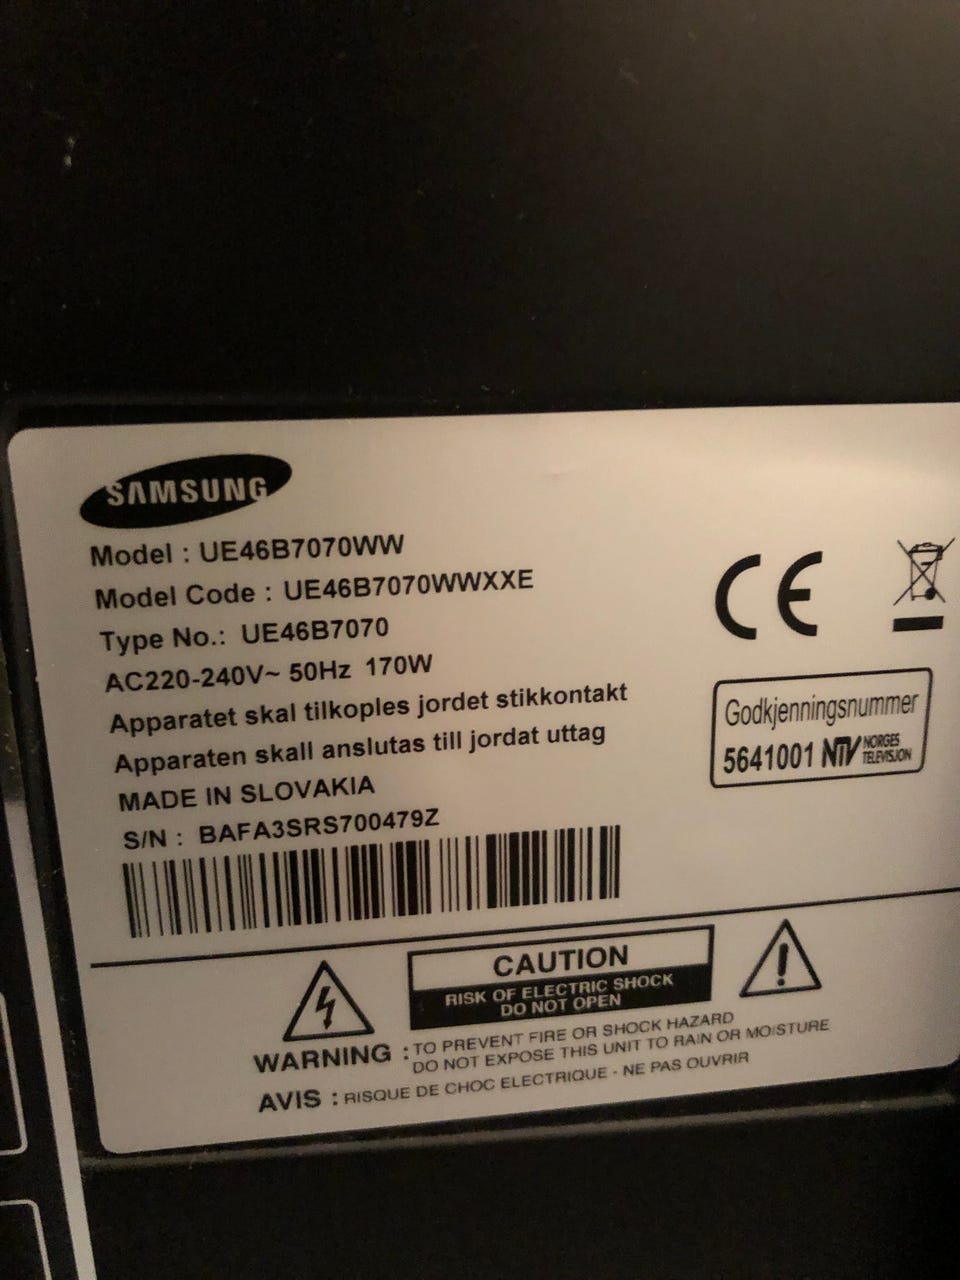 SAMSUNG
Model : UE46B7070WW
Model Code : UE46B7070WWXXE
Type No.: UE46B7070
AC220-240V~ 50Hz 170W
Apparatet skal tilkoples jordet stikkontakt
Apparaten skall anslutas till jordat uttag
MADE IN SLOVAKIA
S/N : BAFA3SRS700479Z
CE
Godkjenningsnummer
5641001 NTV NORGES
TELEVISJON
CAUTION
RISK OF ELECTRIC SHOCK
DO NOT OPEN
WARNING : TO PREVENT FIRE OR SHOCK HAZARD
DO NOT EXPOSE THIS UNIT TO RAIN OR MOISTURE
AVIS : RISQUE DE CHOC ELECTRIQUE - NE PAS OUVRIR